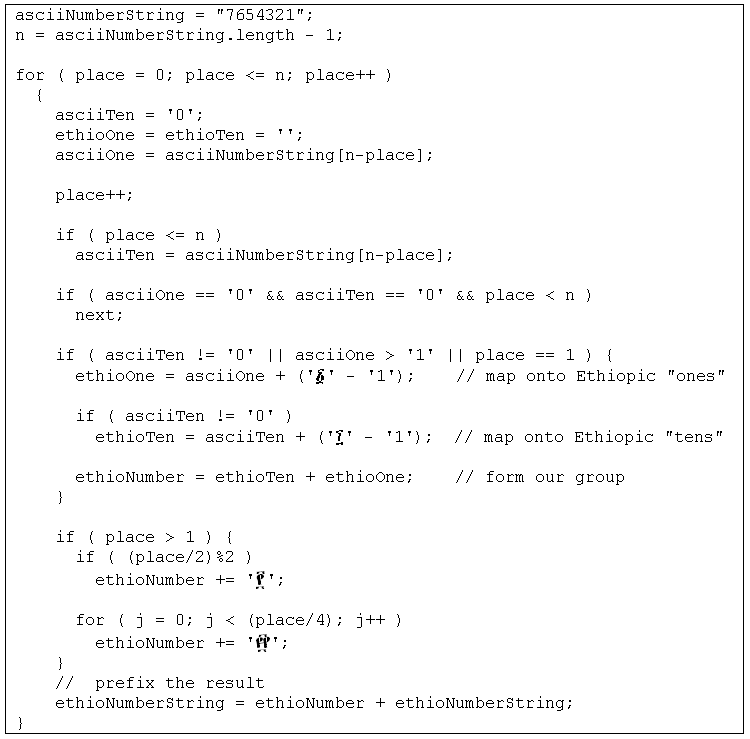 asciiNumberString = "7654321";
n = asciiNumberString.length - 1;
for ( place = 0; place <= n; place++ )
{
asciiTen = '0';
ethioOne = ethioTen = '';
asciiOne = asciiNumberString[n-place];
place++;
if ( place <= n )
asciiTen = asciiNumberString[n-place];
if ( asciiOne == '0' && asciiTen == '0' && place < n )
next;
if ( asciiTen != '0' || asciiOne > '1' || place == 1 ) {
ethioOne = asciiOne + ('፩' - '1'); // map onto Ethiopic "ones"
if ( asciiTen != '0' )
ethioTen = asciiTen + ('፲' - '1'); // map onto Ethiopic "tens"
ethioNumber = ethioTen + ethioOne; // form our group
}
if ( place > 1 ) {
if ( (place/2)%2 )
ethioNumber += '፻';
for ( j = 0; j < (place/4); j++ )
ethioNumber += '፼';
}
// prefix the result
ethioNumberString = ethioNumber + ethioNumberString;
}